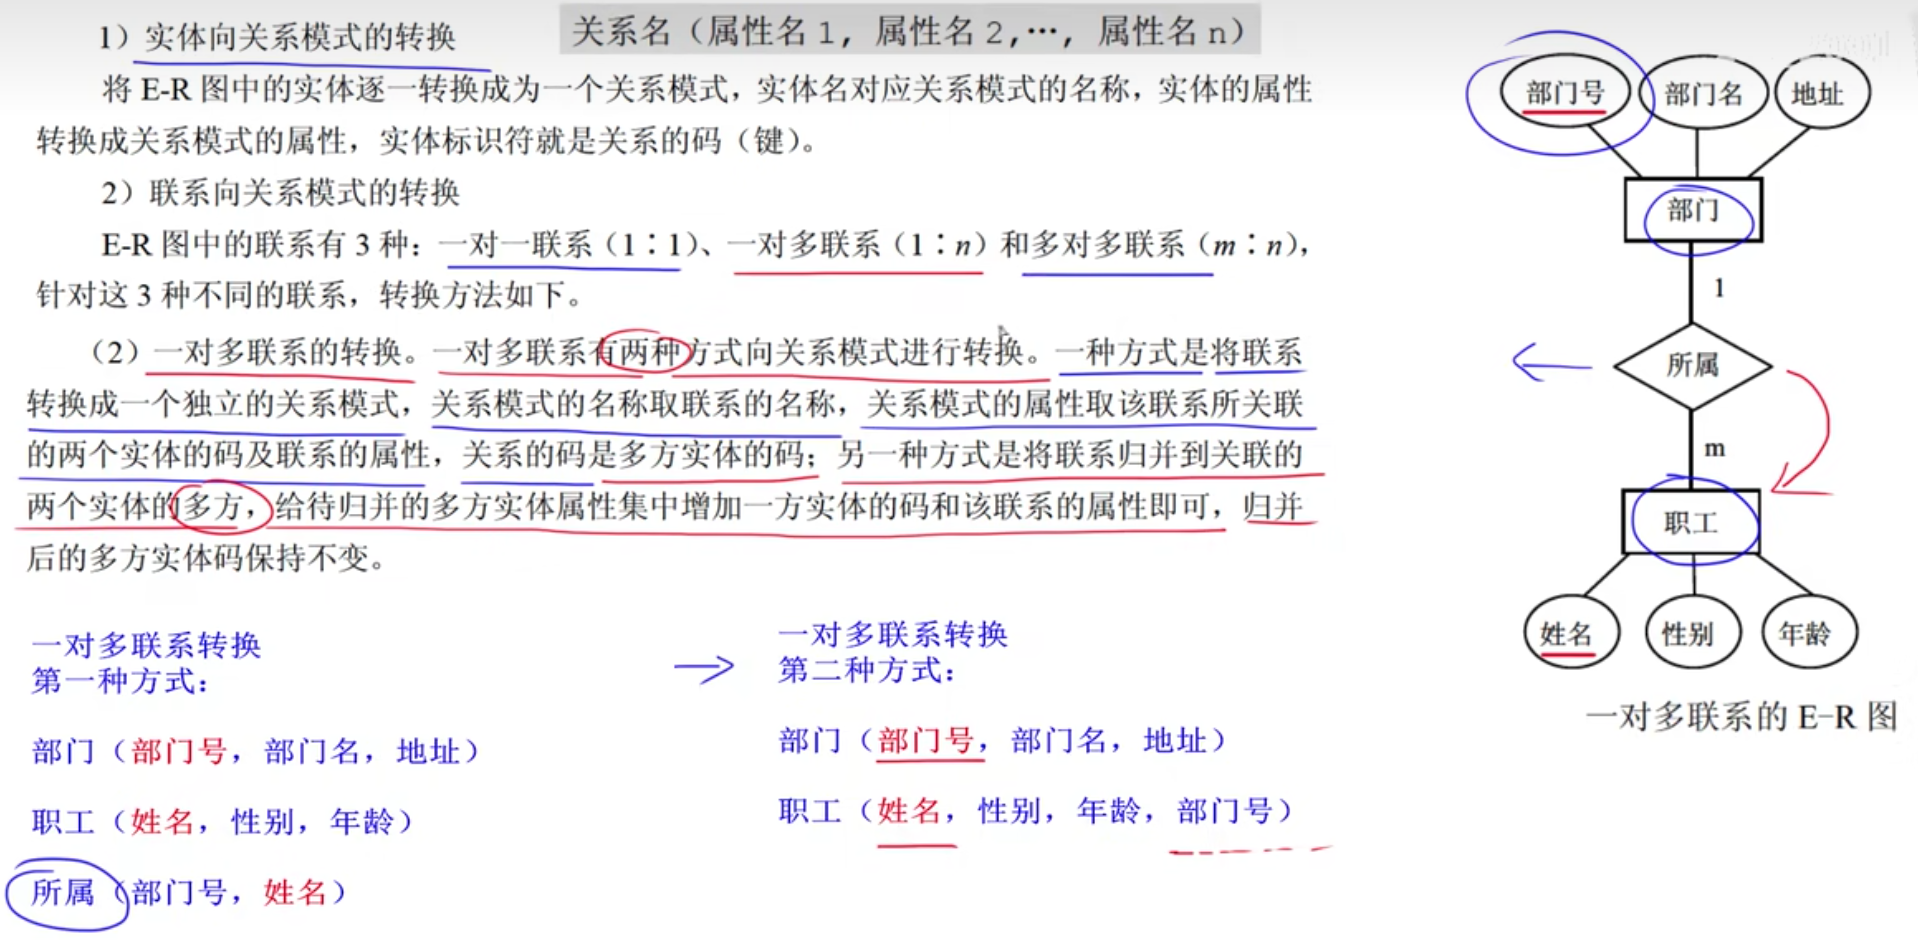 1）实体向关系模式的转换
关系名（属性名1，属性名2,…，属性名n）
将 E-R 图中的实体逐一转换成为一个关系模式，实体名对应关系模式的名称，实体的属性
转换成关系模式的属性，实体标识符就是关系的码（键）。
2）联系向关系模式的转换
E-R 图中的联系有 3 种：一对一联系（1∶1）、一对多联系（1∶n）和多对多联系（m∶n），
针对这 3 种不同的联系，转换方法如下。
（2）一对多联系的转换。一对多联系有两种方式向关系模式进行转换。一种方式是将联系
转换成一个独立的关系模式，关系模式的名称取联系的名称，关系模式的属性取该联系所关联
的两个实体的码及联系的属性，关系的码是多方实体的码；另一种方式是将联系归并到关联的
两个实体的多方，给待归并的多方实体属性集中增加一方实体的码和该联系的属性即可，归并
后的多方实体码保持不变。
一对多联系转换
第一种方式：
部门（部门号，部门名，地址）
职工（姓名，性别，年龄）
所属（部门号，姓名）
一对多联系转换
第二种方式：
部门（部门号，部门名，地址）
职工（姓名，性别，年龄，部门号）
部门号 部门名 地址
部门
1
所属
m
职工
姓名 性别 年龄
一对多联系的 E-R 图